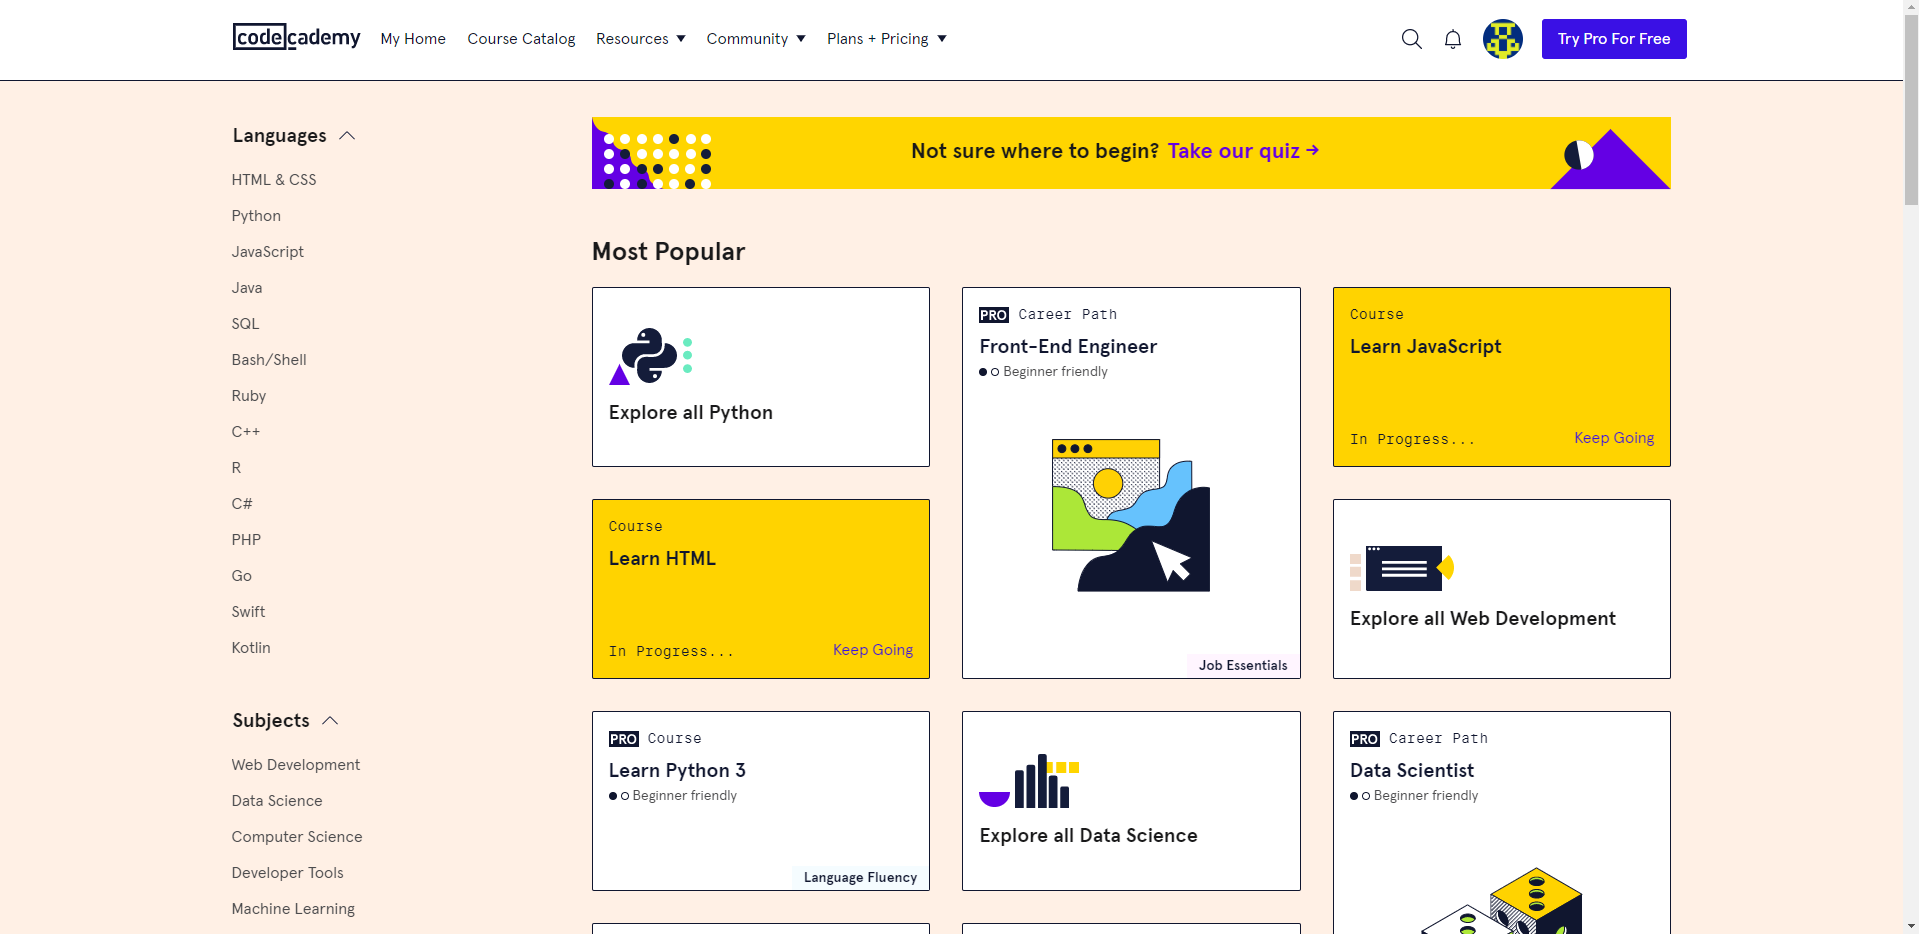 codecademy
My Home
Course Catalog
Resources
Community
Plans + Pricing
Try Pro For Free
Languages
HTML & CSS
Python
JavaScript
Java
SQL
Bash/Shell
Ruby
C++
R
C#
PHP
Go
Swift
Kotlin
Subjects
Web Development
Data Science
Computer Science
Developer Tools
Machine Learning
Not sure where to begin? Take our quiz →
Most Popular
Explore all Python
PRO Career Path
Front-End Engineer
Beginner friendly
Job Essentials
Course
Learn JavaScript
In Progress... Keep Going
Course
Learn HTML
In Progress... Keep Going
Explore all Web Development
PRO Course
Learn Python 3
Beginner friendly
Language Fluency
Explore all Data Science
PRO Career Path
Data Scientist
Beginner friendly